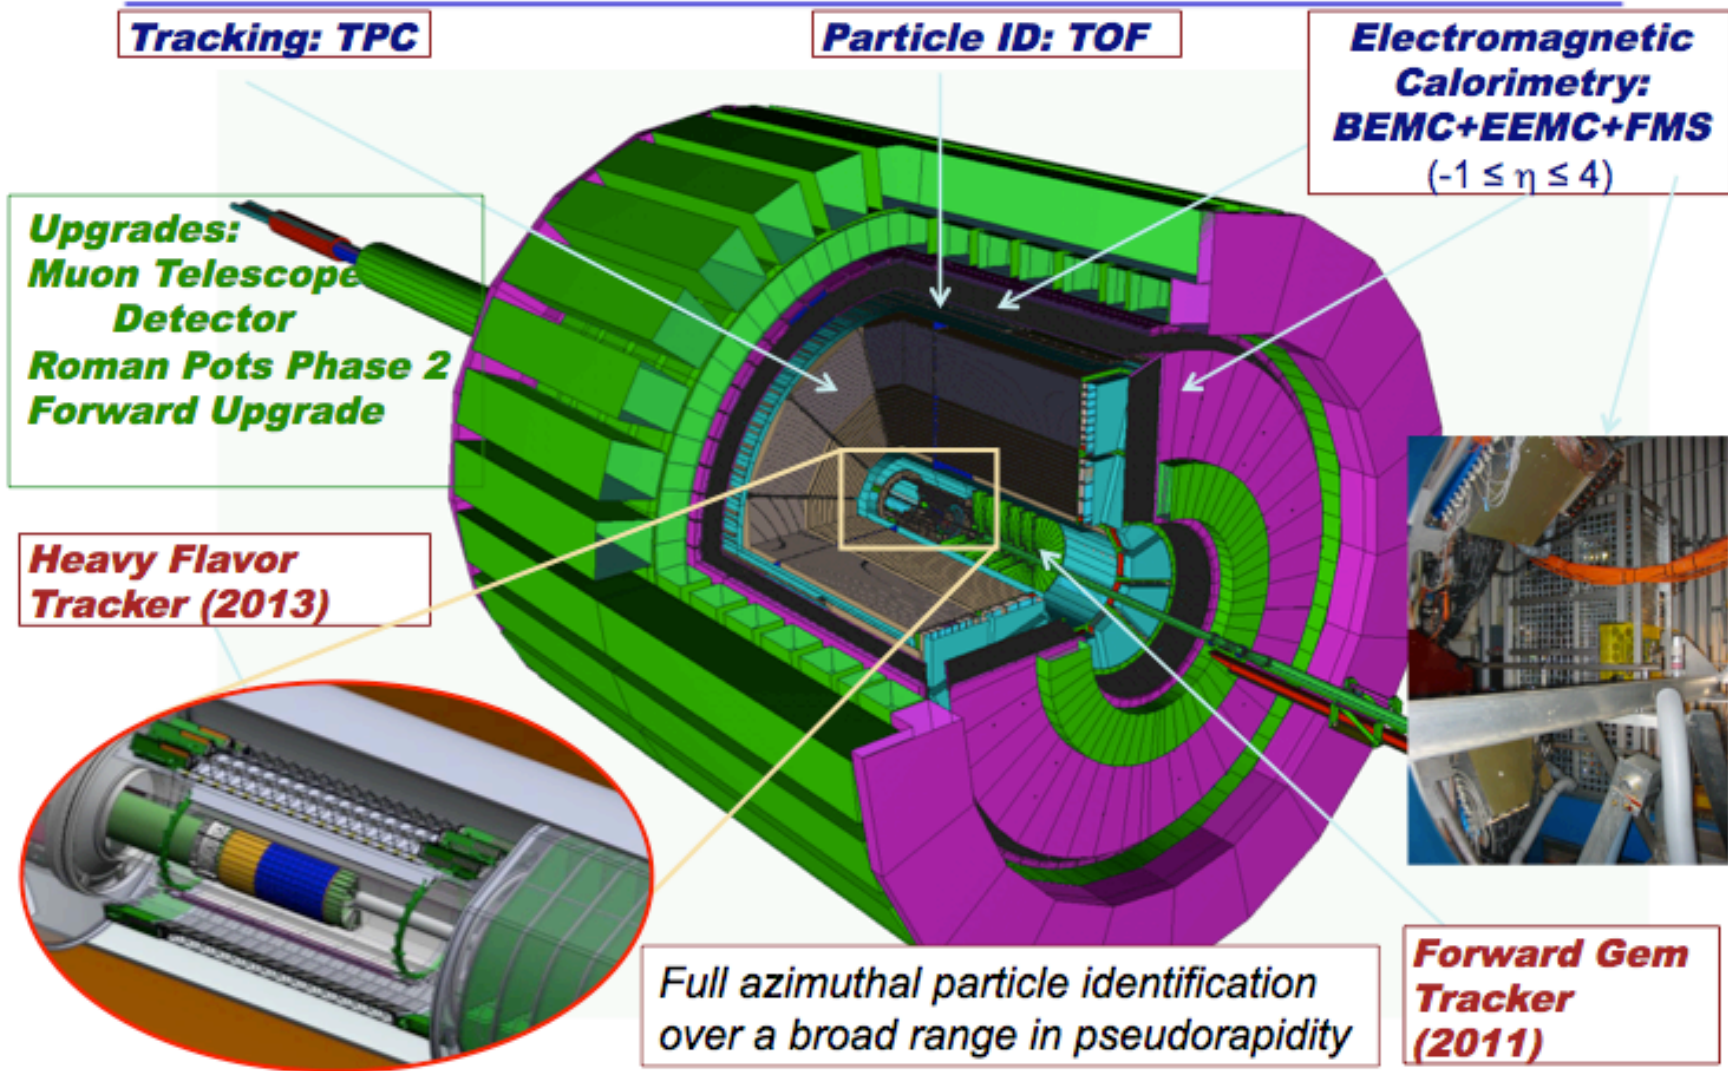 Tracking: TPC
Particle ID: TOF
Electromagnetic
Calorimetry:
BEMC+EEMC+FMS
(-1 ≤ η ≤ 4)
Upgrades:
Muon Telescope
Detector
Roman Pots Phase 2
Forward Upgrade
Heavy Flavor
Tracker (2013)
Full azimuthal particle identification
over a broad range in pseudorapidity
Forward Gem
Tracker
(2011)